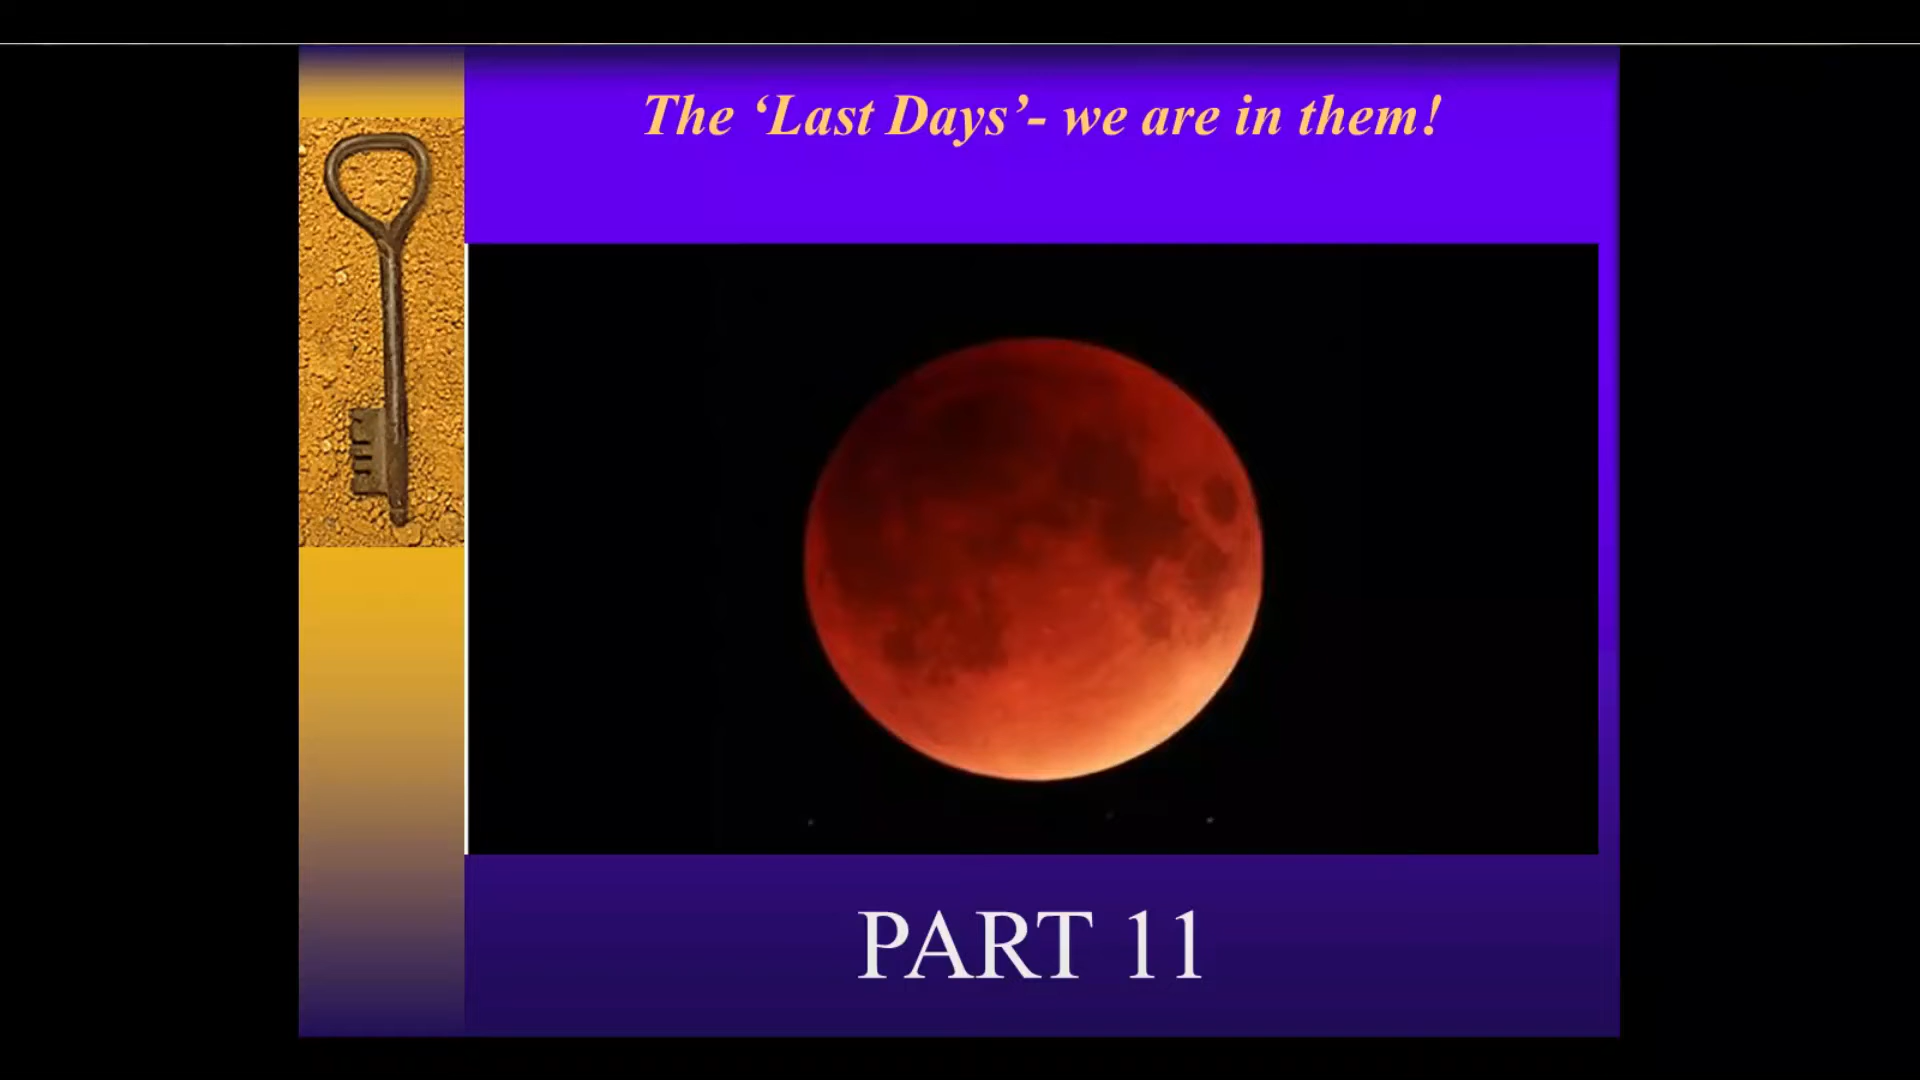 The ‘Last Days’- we are in them!
PART 11